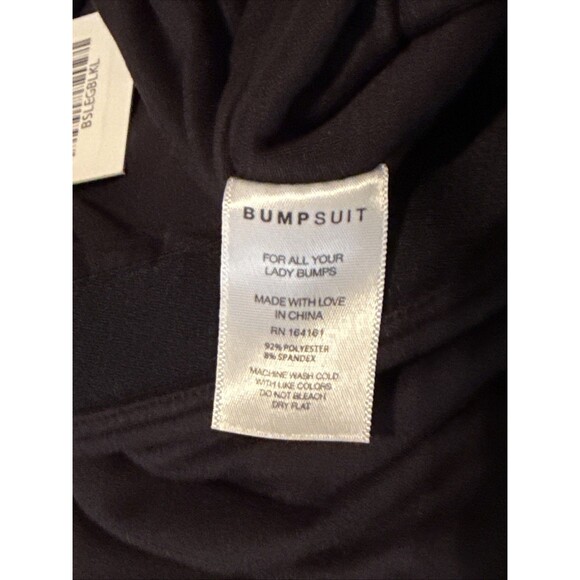 BSLEGBLKL
BUMPSUIT
FOR ALL YOUR
LADY BUMPS
MADE WITH LOVE
IN CHINA
RN 164161
92% POLYESTER
8% SPANDEX
MACHINE WASH COLD
WITH LIKE COLORS
DO NOT BLEACH
DRY FLAT